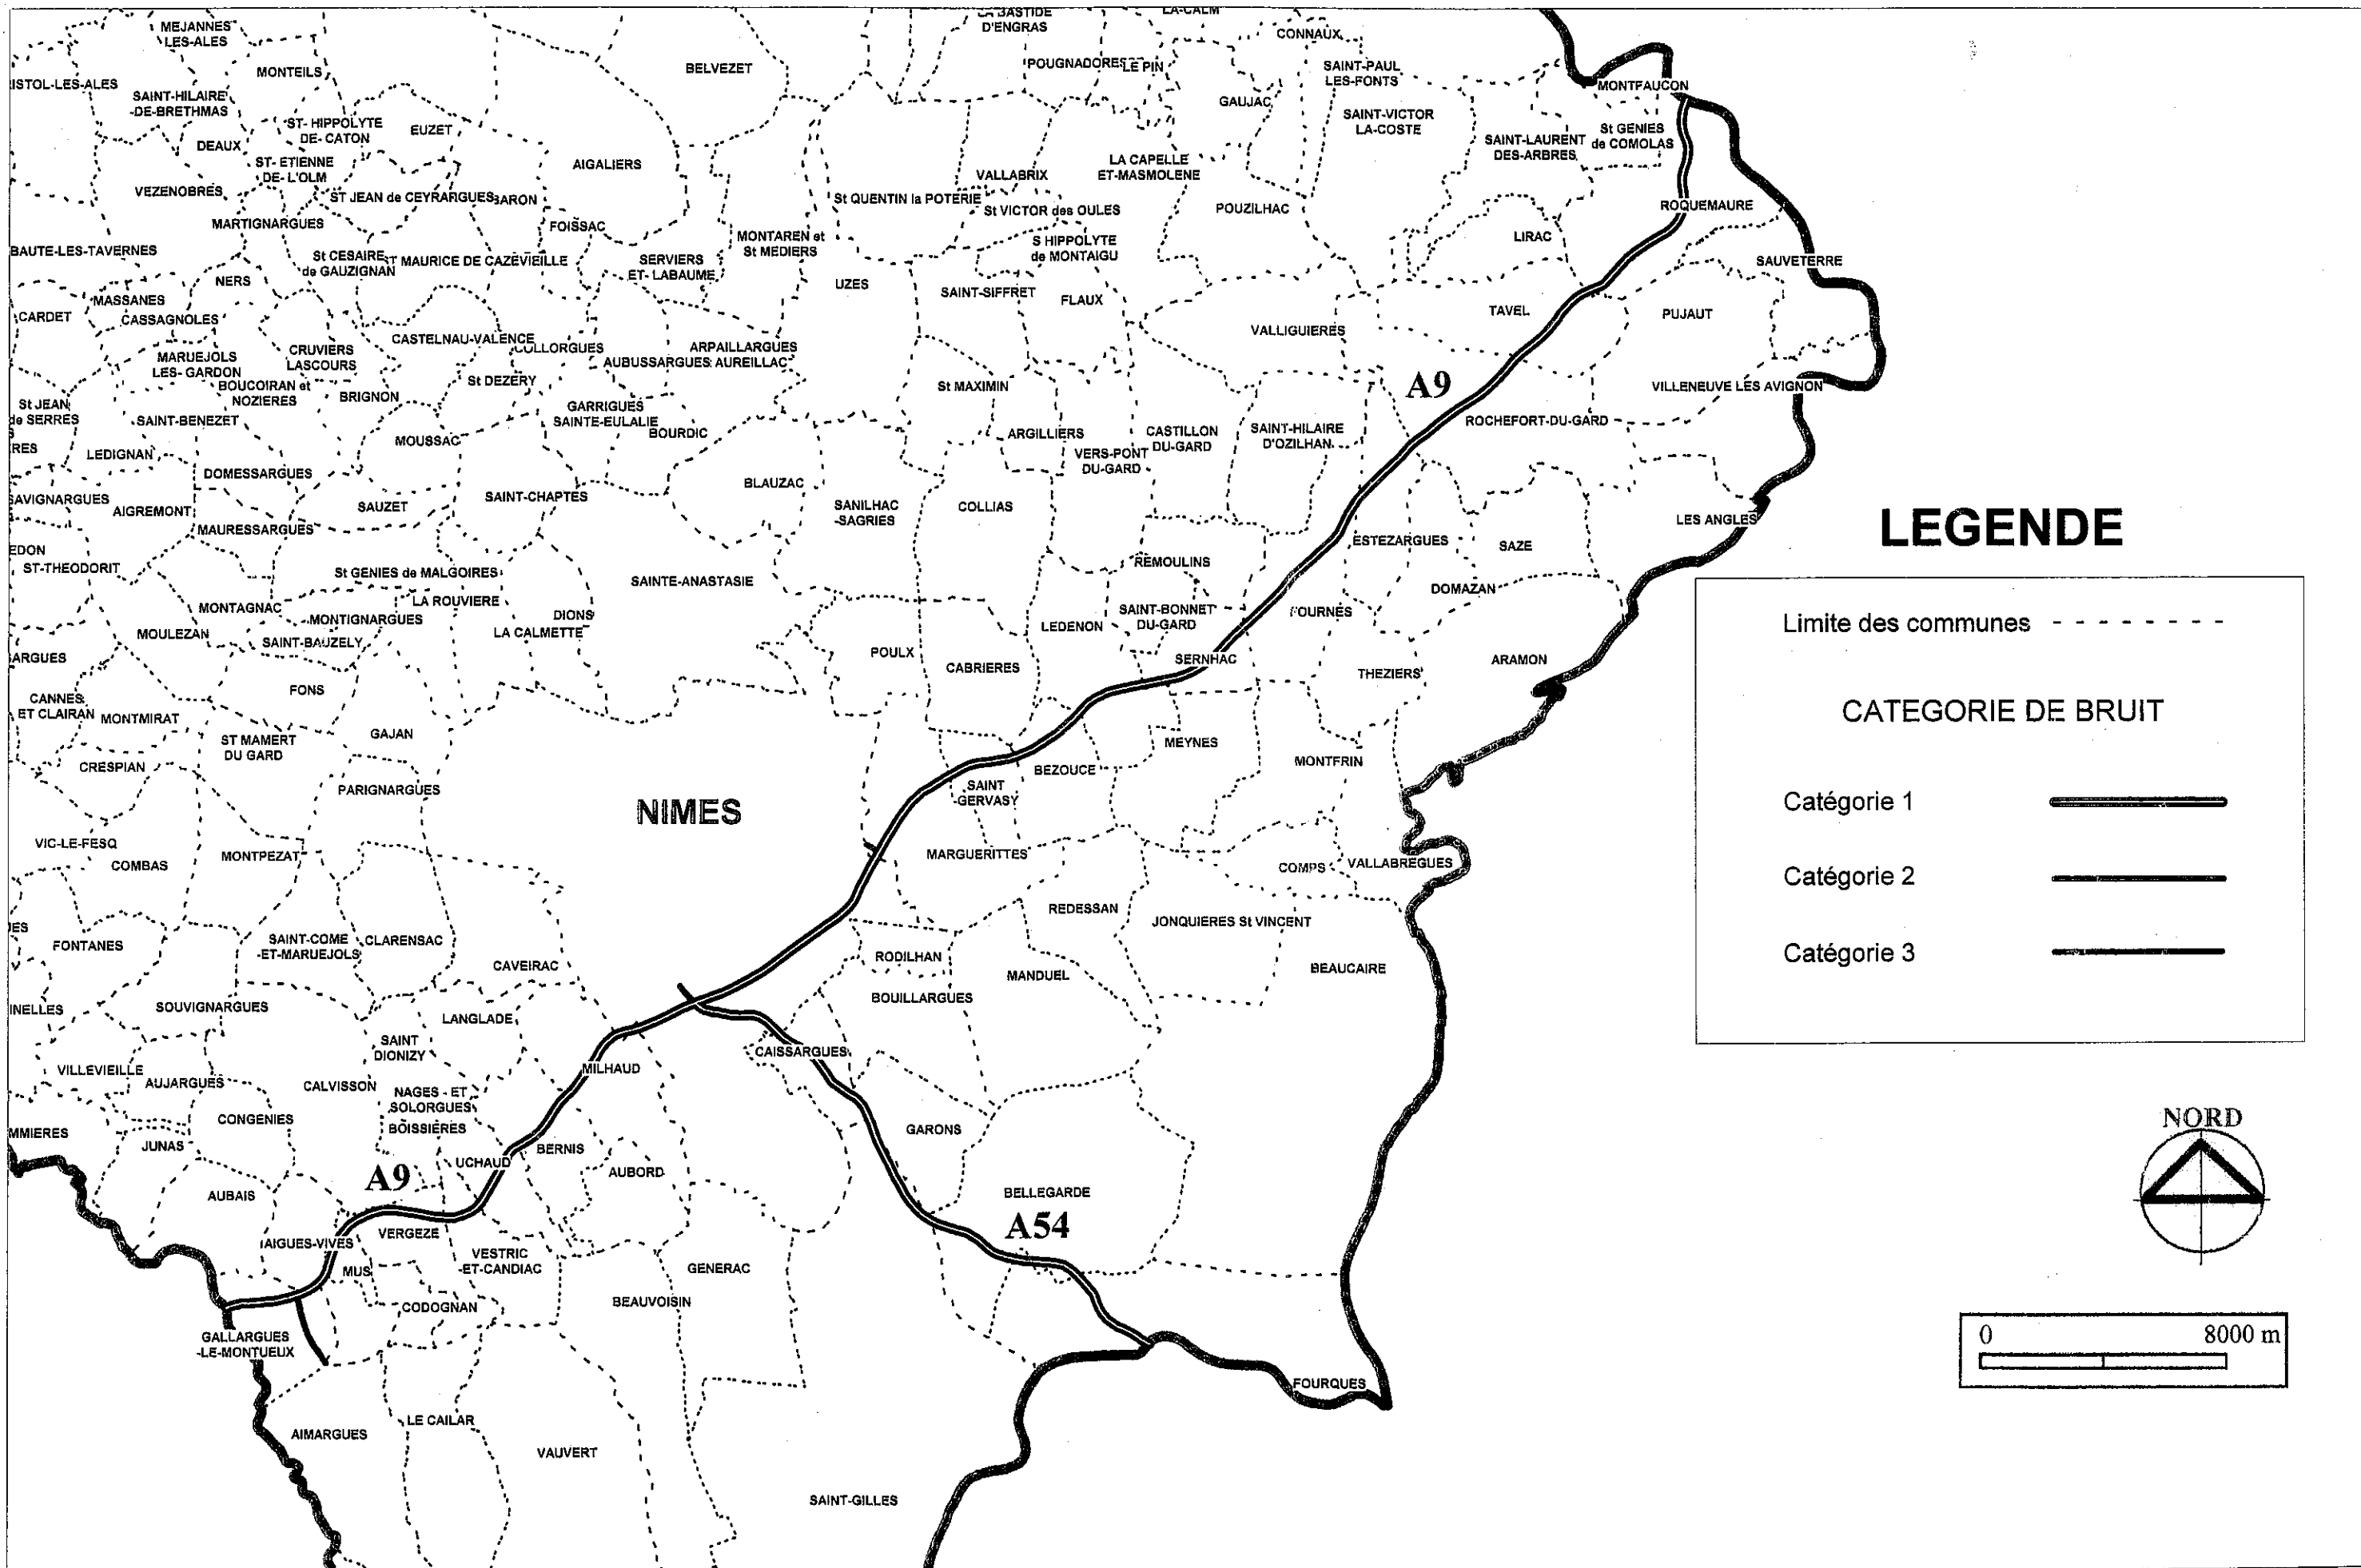 MEJANNES
LES-ALES
LA BASTIDE
D'ENGRAS
LA-CALM
CONNAUX
MONTEILS
BELVEZET
POUGNADORES
LE PIN
SAINT-PAUL
LES-FONTS
ISTOL-LES-ALES
SAINT-HILAIRE
-DE-BRETHMAS
MONTFAUCON
GAUJAC
SAINT-VICTOR
LA-COSTE
ST- HIPPOLYTE
DE- CATON
EUZET
DEAUX
SAINT-LAURENT
DES-ARBRES
St GENIES
de COMOLAS
ST- ETIENNE
DE- L'OLM
AIGALIERS
LA CAPELLE
ET-MASMOLENE
VALLABRIX
VEZENOBRES
ST JEAN de CEYRARGUES
BARON
St QUENTIN la POTERIE
St VICTOR des OULES
POUZILHAC
ROQUEMAURE
MARTIGNARGUES
FOISSAC
MONTAREN et
St MEDIERS
S HIPPOLYTE
de MONTAIGU
LIRAC
BAUTE-LES-TAVERNES
St CESAIRE
de GAUZIGNAN
ST MAURICE DE CAZEVIEILLE
SERVIERS
ET- LABAUME
SAUVETERRE
NERS
UZES
SAINT-SIFFRET
FLAUX
MASSANES
CARDET
CASSAGNOLES
TAVEL
PUJAUT
VALLIGUIERES
CASTELNAU-VALENCE
COLLORGUES
ARPAILLARGUES
AUREILLAC
AUBUSSARGUES
CRUVIERS
LASCOURS
MARUEJOLS
LES- GARDON
BOUCOIRAN et
NOZIERES
BRIGNON
St DEZERY
St MAXIMIN
A9
VILLENEUVE LES AVIGNON
St JEAN
de SERRES
RES
SAINT-BENEZET
GARRIGUES
SAINTE-EULALIE
BOURDIC
MOUSSAC
ARGILLIERS
VERS-PONT
DU-GARD
CASTILLON
DU-GARD
SAINT-HILAIRE
D'OZILHAN
ROCHEFORT-DU-GARD
LEDIGNAN
DOMESSARGUES
BLAUZAC
SAVIGNARGUES
AIGREMONT
SAUZET
SAINT-CHAPTES
SANILHAC
-SAGRIES
COLLIAS
MAURESSARGUES
LES ANGLES
EDON
ST-THEODORIT
ESTEZARGUES
SAZE
REMOULINS
St GENIES de MALGOIRES
SAINTE-ANASTASIE
DOMAZAN
MONTAGNAC
MONTIGNARGUES
LA ROUVIERE
DIONS
LA CALMETTE
SAINT-BONNET
DU-GARD
FOURNES
LEDENON
MOULEZAN
SAINT-BAUZELY
ARGUES
POULX
CABRIERES
SERNHAC
THEZIERS
ARAMON
FONS
CANNES
ET CLAIRAN
MONTMIRAT
ST MAMERT
DU GARD
GAJAN
MEYNES
MONTFRIN
CRESPIAN
PARIGNARGUES
BEZOUCE
SAINT
-GERVASY
NIMES
VIC-LE-FESQ
COMBAS
MONTPEZAT
MARGUERITTES
COMPS
VALLABREGUES
REDESSAN
JONQUIERES St VINCENT
ES
FONTANES
SAINT-COME
-ET-MARUEJOLS
CLARENSAC
CAVEIRAC
RODILHAN
MANDUEL
BEAUCAIRE
BOUILLARGUES
INELLES
SOUVIGNARGUES
LANGLADE
SAINT
DIONIZY
CAISSARGUES
VILLEVIEILLE
AUJARGUES
CALVISSON
MILHAUD
NAGES - ET
SOLORGUES
CONGENIES
BOISSIERES
MMIERES
JUNAS
GARONS
UCHAUD
BERNIS
AUBORD
A9
AUBAIS
BELLEGARDE
A54
VERGEZE
AIGUES-VIVES
MUS
VESTRIC
-ET-CANDIAC
GENERAC
CODOGNAN
BEAUVOISIN
GALLARGUES
-LE-MONTUEUX
FOURQUES
AIMARGUES
LE CAILAR
VAUVERT
SAINT-GILLES
LEGENDE
Limite des communes
CATEGORIE DE BRUIT
Catégorie 1
Catégorie 2
Catégorie 3
NORD
0 8000 m